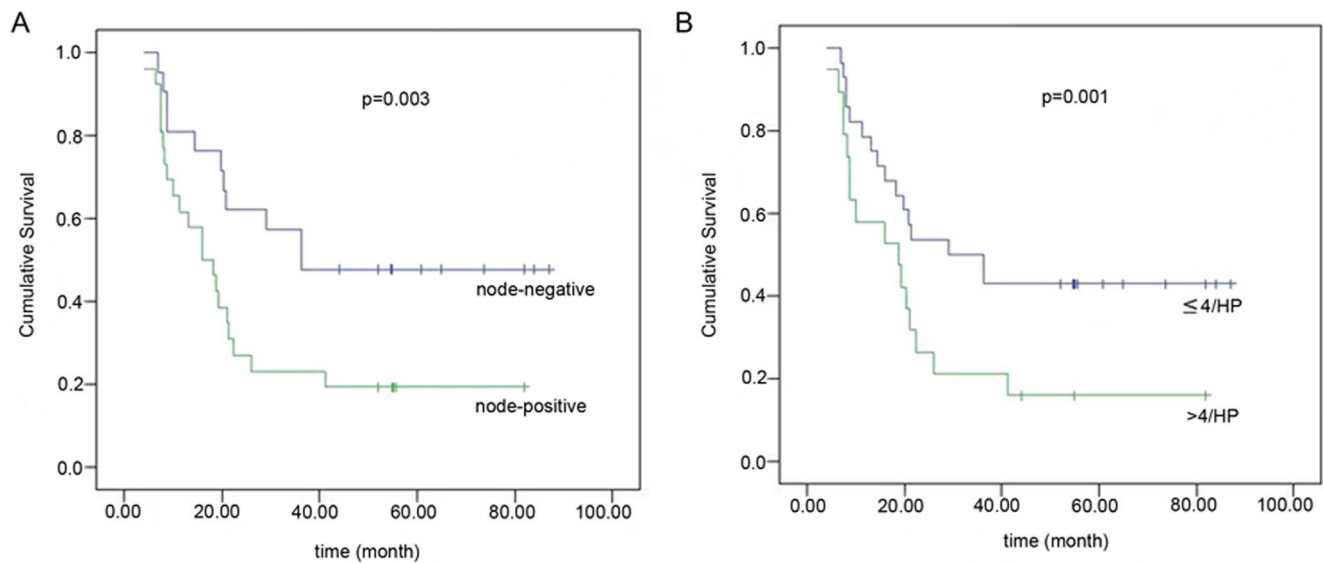 A
1.0
0.8
0.6
0.4
0.2
0.0
Cumulative Survival
p=0.003
node-negative
node-positive
0.00 20.00 40.00 60.00 80.00 100.00
time (month)
B
1.0
0.8
0.6
0.4
0.2
0.0
Cumulative Survival
p=0.001
≤4/HP
>4/HP
0.00 20.00 40.00 60.00 80.00 100.00
time (month)